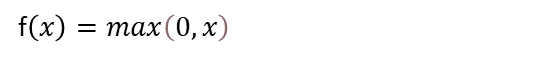 f(x) = max(0, x)